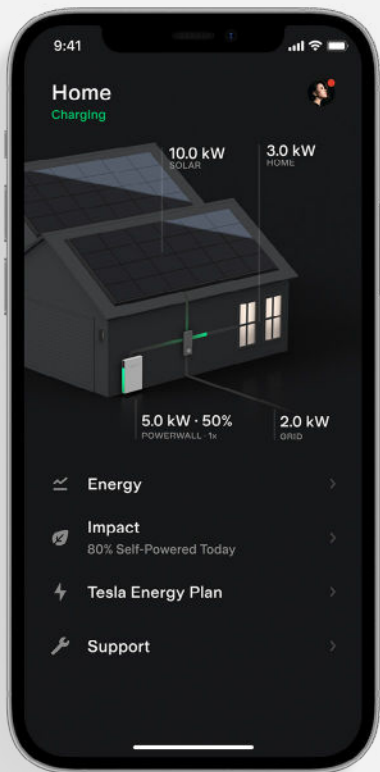 9:41
Home
Charging
10.0 kW
SOLAR
3.0 kW
HOME
5.0 kW · 50%
POWERWALL · 1x
2.0 kW
GRID
Energy
Impact
80% Self-Powered Today
Tesla Energy Plan
Support